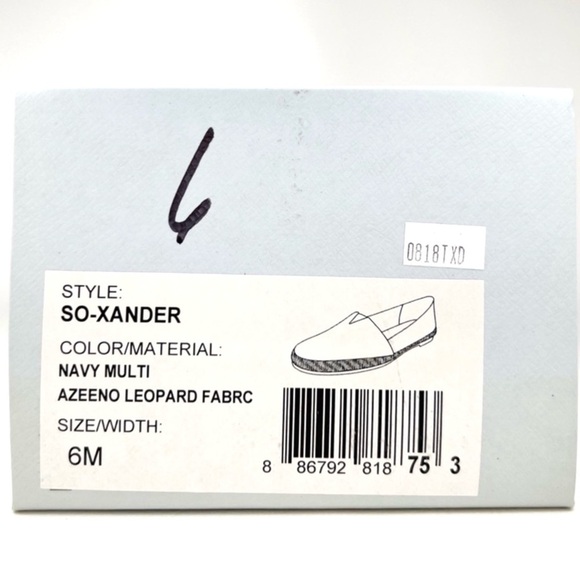 6
0818TXD
STYLE:
SO-XANDER
COLOR/MATERIAL:
NAVY MULTI
AZEENO LEOPARD FABRC
SIZE/WIDTH:
6M
8 86792 818 75 3